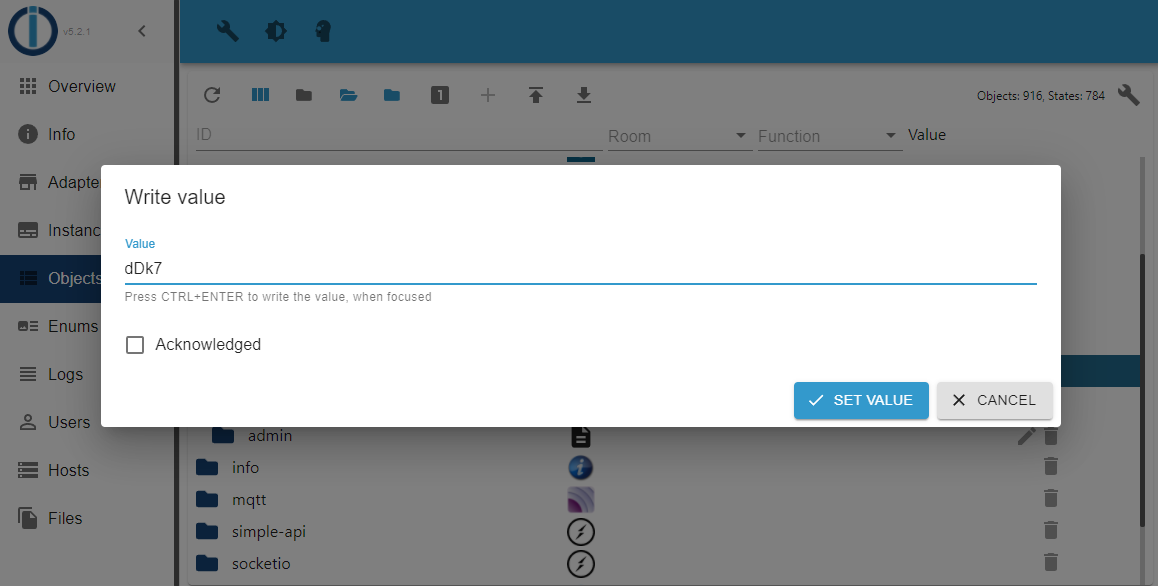 v5.2.1
Overview
Info
Objects: 916, States: 784
ID
Room
Function
Value
Adapte
Write value
Instanc
Value
dDk7
Objects
Press CTRL+ENTER to write the value, when focused
Enums
Acknowledged
Logs
SET VALUE
CANCEL
Users
admin
info
Hosts
mqtt
Files
simple-api
socketio
1